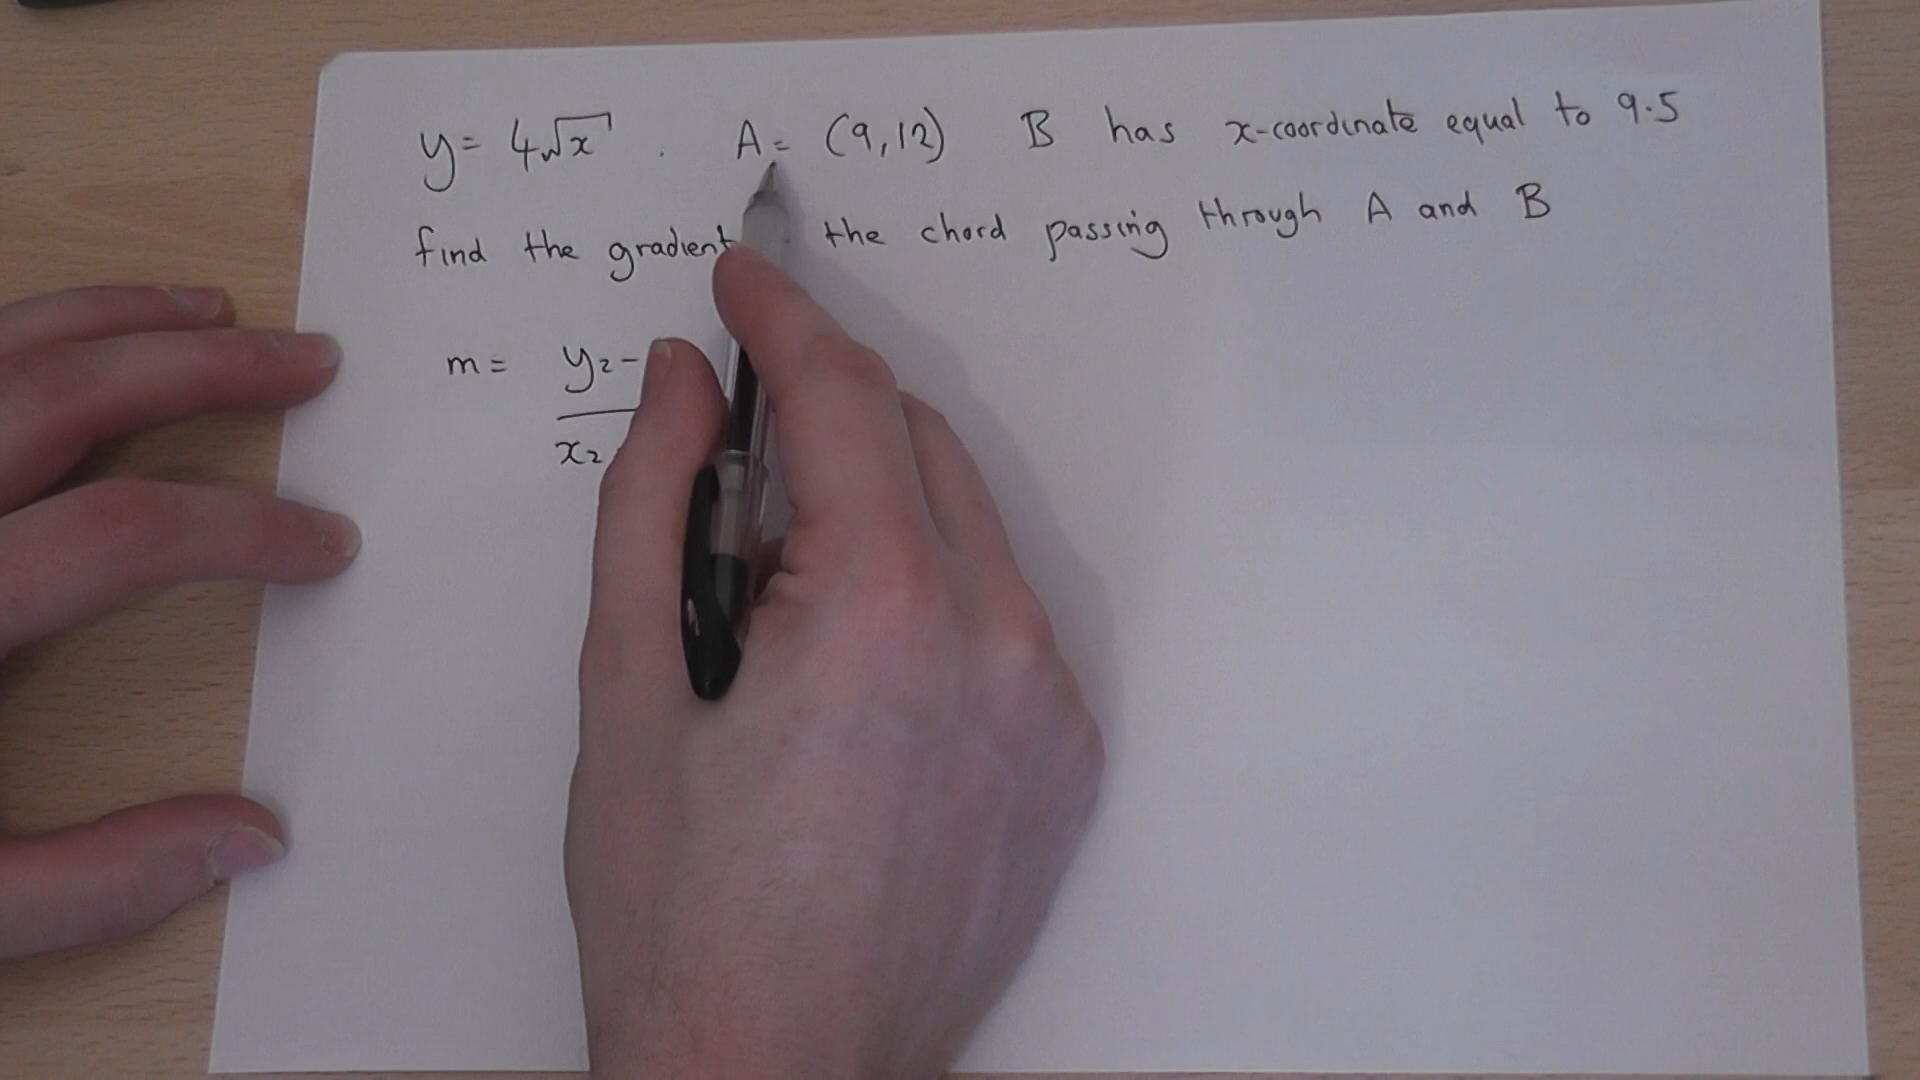 y = 4√x . A = (9,12) B has x-coordinate equal to 9.5
find the gradient the chord passing through A and B
m = y₂ -
x₂